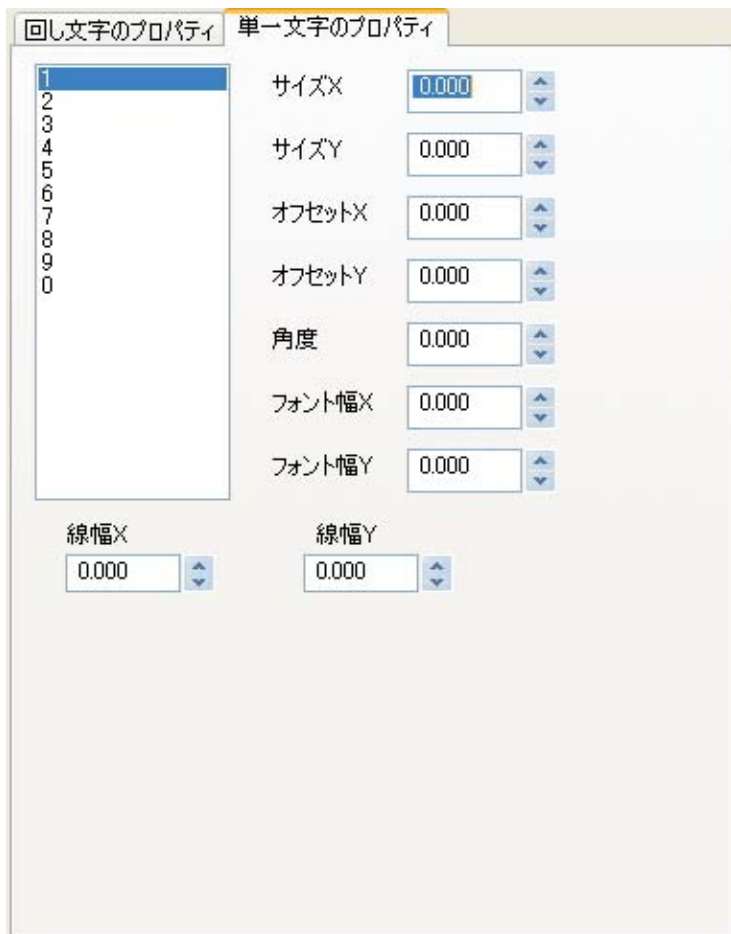 回し文字のプロパティ 単一文字のプロパティ
1
2
3
4
5
6
7
8
9
0
サイズX 0.000
サイズY 0.000
オフセットX 0.000
オフセットY 0.000
角度 0.000
フォント幅X 0.000
フォント幅Y 0.000
線幅X 線幅Y
0.000 0.000